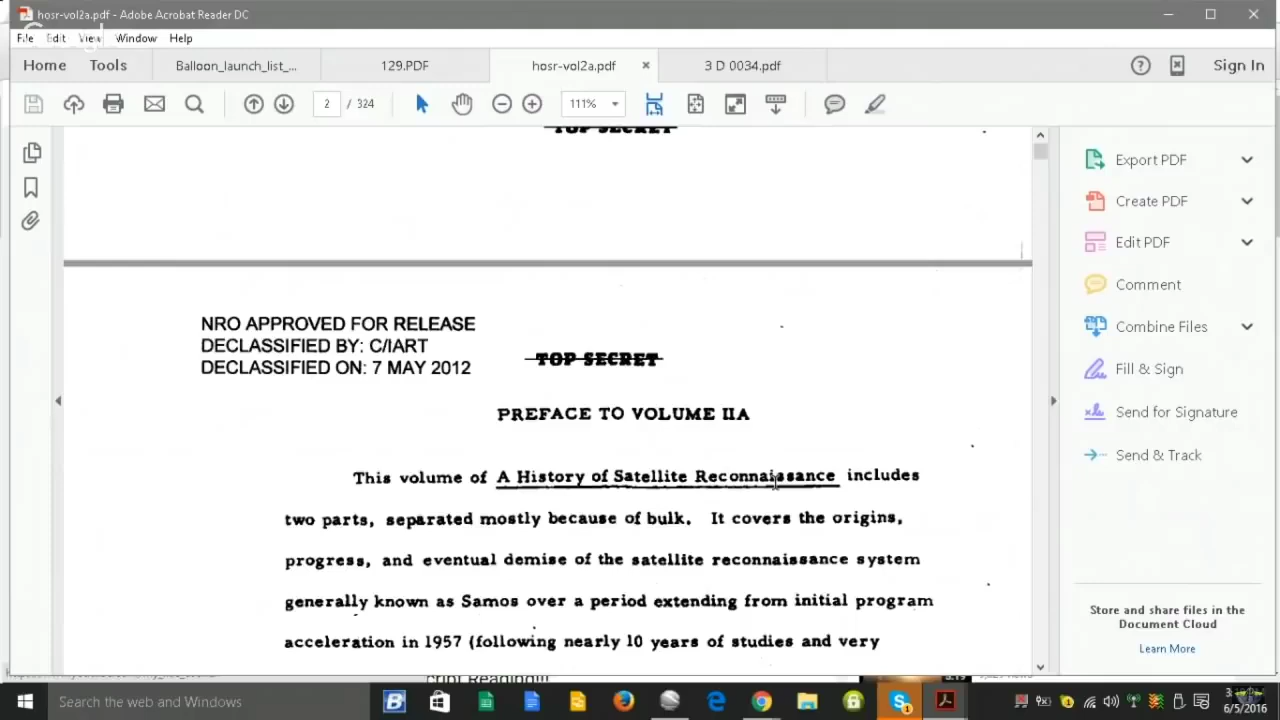 hosr-vol2a.pdf - Adobe Acrobat Reader DC
File Edit View Window Help
Home Tools Balloon_launch_list_... 129.PDF hosr-vol2a.pdf × 3 D 0034.pdf Sign In
2 / 324 111%
TOP SECRET
NRO APPROVED FOR RELEASE
DECLASSIFIED BY: C/IART
DECLASSIFIED ON: 7 MAY 2012
TOP SECRET
PREFACE TO VOLUME IIA
This volume of A History of Satellite Reconnaissance includes
two parts, separated mostly because of bulk. It covers the origins,
progress, and eventual demise of the satellite reconnaissance system
generally known as Samos over a period extending from initial program
acceleration in 1957 (following nearly 10 years of studies and very
Export PDF
Create PDF
Edit PDF
Comment
Combine Files
Fill & Sign
Send for Signature
Send & Track
Store and share files in the
Document Cloud
Learn More
cript Reading!!!
5:19
Search the web and Windows
6/5/2016